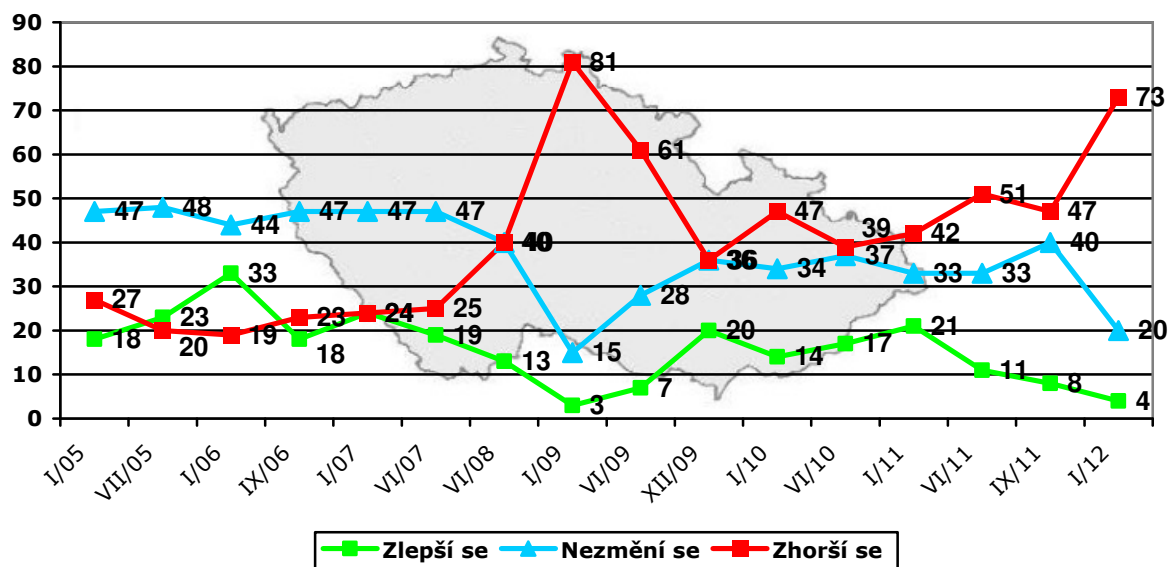 90
80
70
60
50
40
30
20
10
0
81
73
61
47 48 44 47 47 47 40 40 47 39 42 51 47
36 36 34 37 33 33 40
33
27 23 28
18 20 19 23 18 24 25 19 13 15 20 14 17 21 11 20
3 7 8 4
I/05 VII/05 I/06 IX/06 I/07 VI/07 VI/08 I/09 VI/09 XII/09 I/10 VI/10 I/11 VI/11 IX/11 I/12
Zlepší se Nezmění se Zhorší se